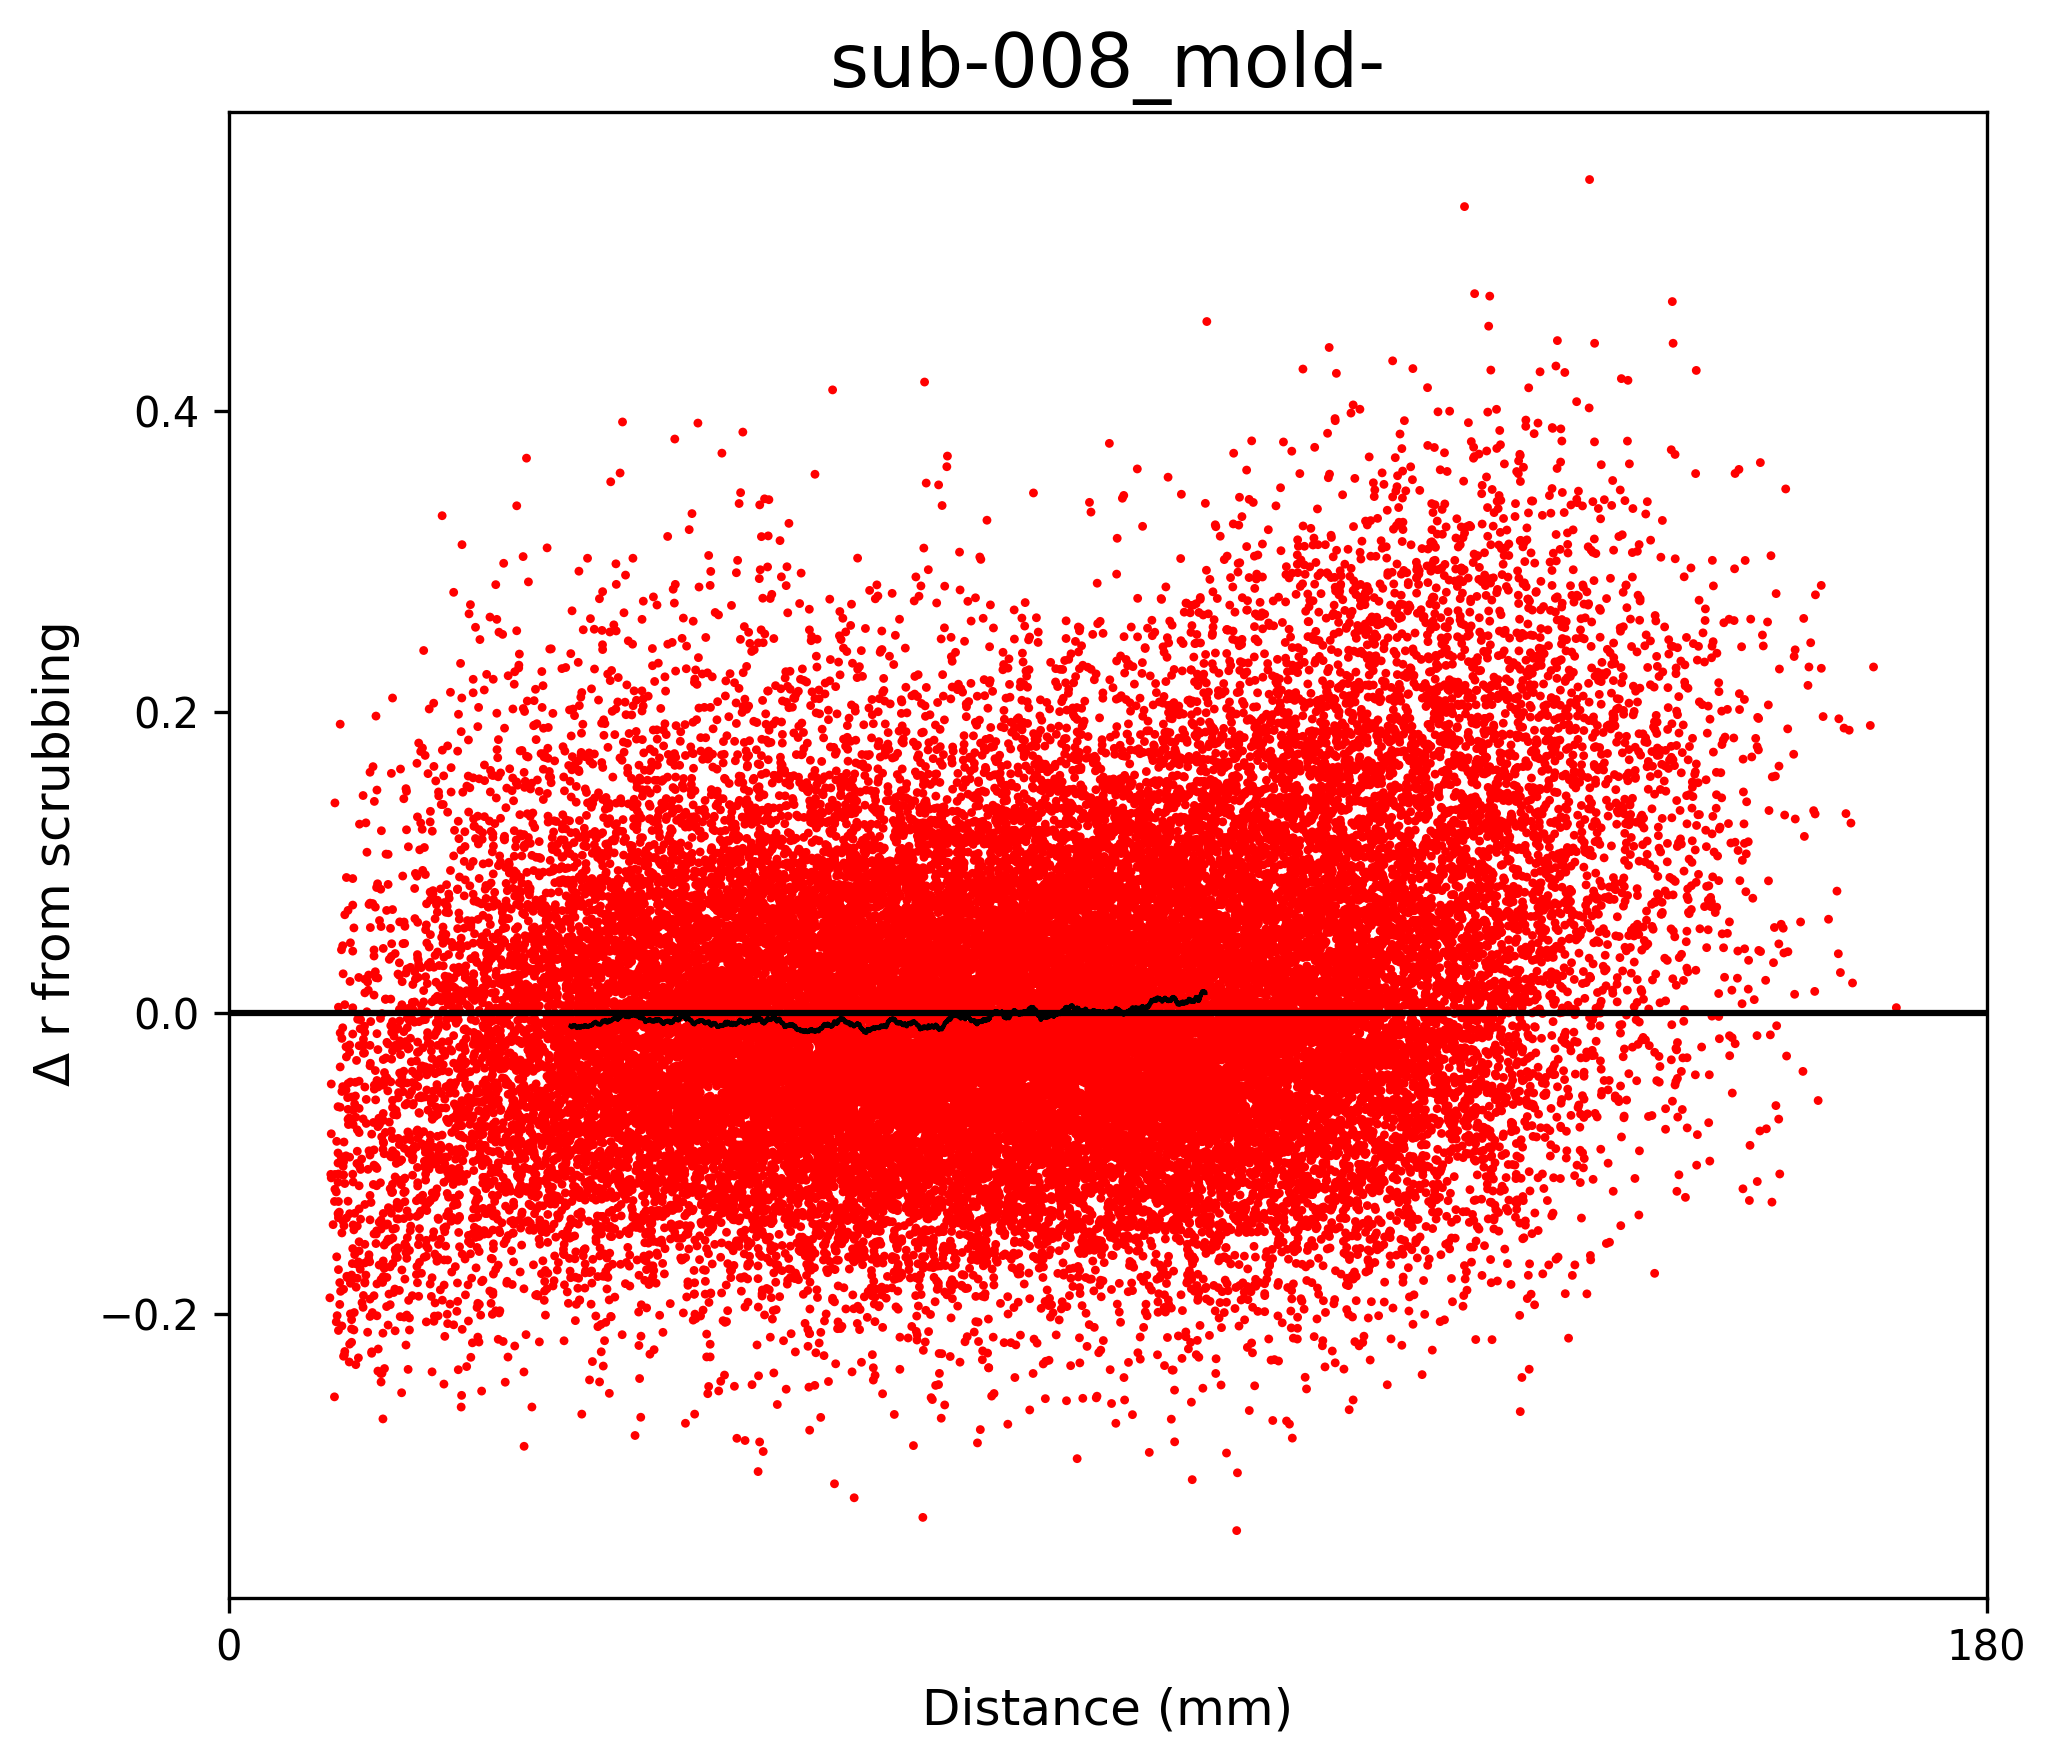 sub-008_mold-
Δ r from scrubbing
0.4
0.2
0.0
−0.2
0
180
Distance (mm)